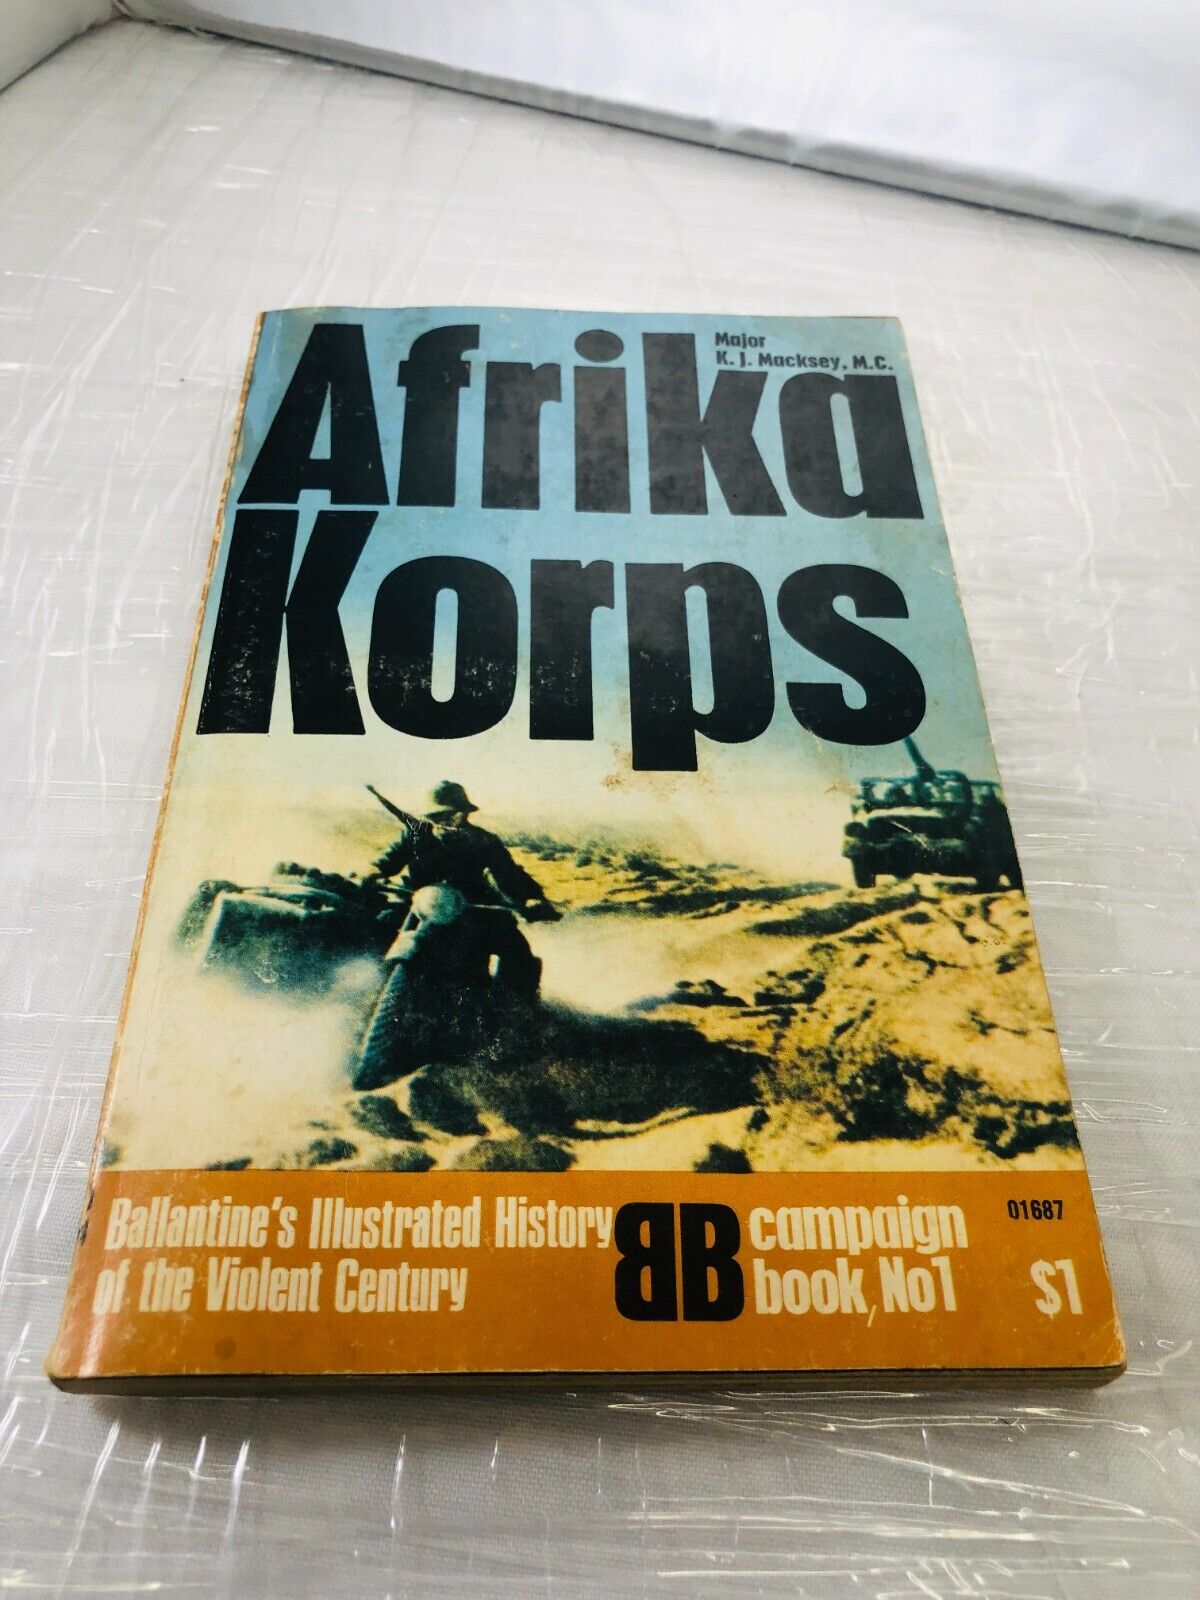 Major
K. J. Macksey, M.C.
Afrika
Korps
Ballantine's Illustrated History
of the Violent Century
BB
campaign
book, No1
01687
$1